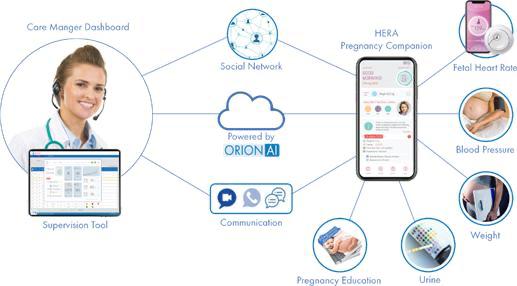 Care Manger Dashboard
Social Network
HERA
Pregnancy Companion
Fetal Heart Rate
Powered by
ORION AI
Blood Pressure
Supervision Tool
Communication
Weight
Pregnancy Education
Urine
GOOD
MORNING!